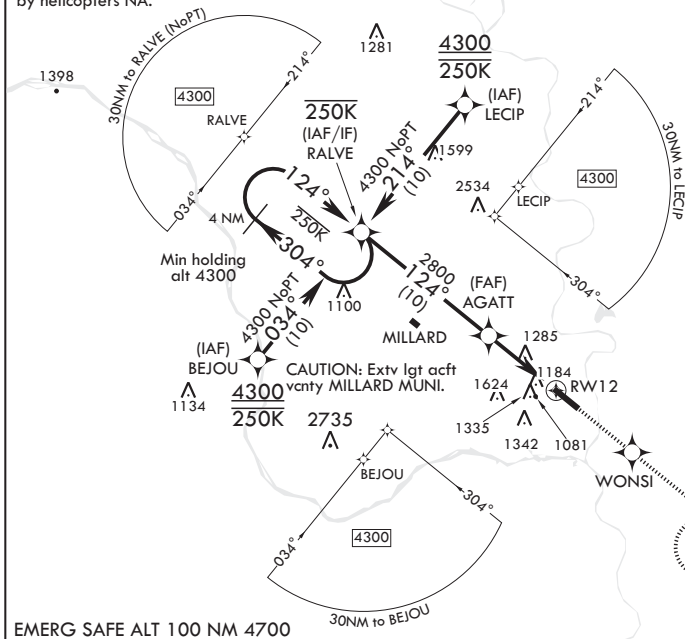 by helicopters NA.
1281
4300
250K
(IAF)
LECIP
30NM to RALVE (NoPT)
1398
4300
214°
RALVE
034°
250K
(IAF/IF)
RALVE
4300 NoPT
214°
(10)
1599
2534
214°
LECIP
4300
304°
30NM to LECIP
124°
4 NM
250K
304°
Min holding
alt 4300
1100
2800
124°
(10)
(FAF)
AGATT
MILLARD
4300 NoPT
034°
(10)
(IAF)
BEJOU
4300
250K
1134
CAUTION: Extv lgt acft
vcnty MILLARD MUNI.
1285
1184
RW12
1624
1335
1342
1081
WONSI
2735
BEJOU
034°
304°
4300
30NM to BEJOU
EMERG SAFE ALT 100 NM 4700